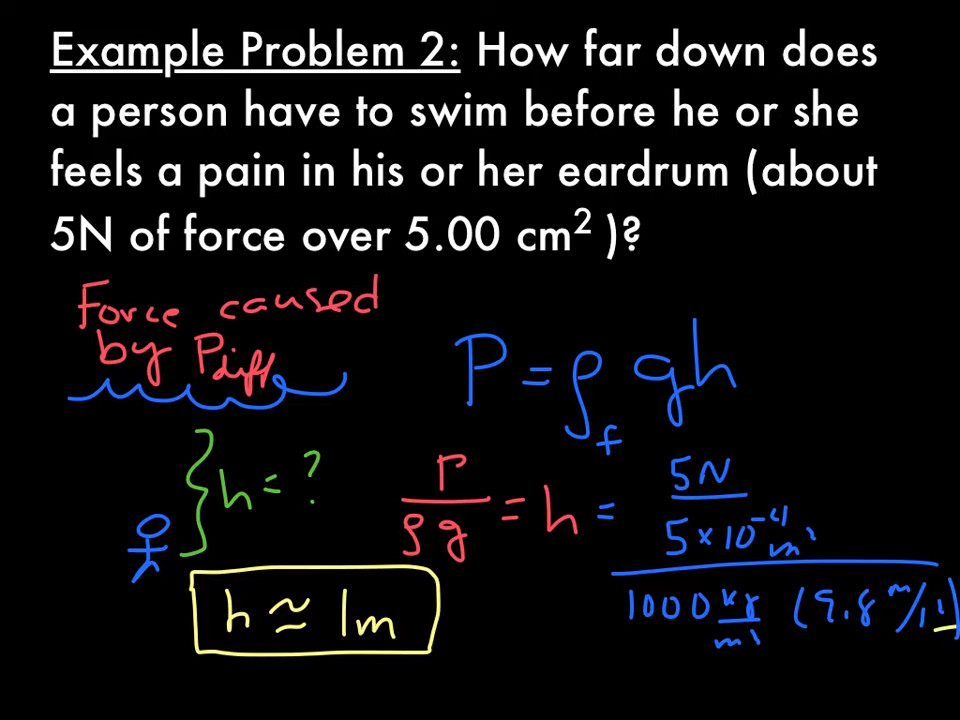 Example Problem 2: How far down does
a person have to swim before he or she
feels a pain in his or her eardrum (about
5N of force over 5.00 cm² )?
Force caused
by Pdiff
P = ρf gh
h = ?
P/ρg = h = 5N / 5 × 10⁻⁴ m² / 1000 kg/m³ (9.8 m/s²)
h ≃ 1m